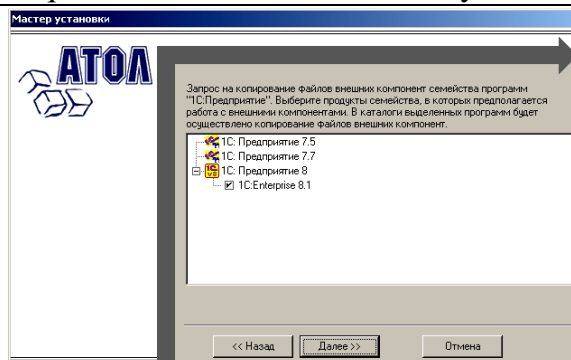 Мастер установки
АТОЛ
Запрос на копирование файлов внешних компонент семейства программ
"1С:Предприятие". Выберите продукты семейства, в которых предполагается
работа с внешними компонентами. В каталоги выделенных программ будет
осуществлено копирование файлов внешних компонент.
1С: Предприятие 7.5
1С: Предприятие 7.7
1С: Предприятие 8
1C:Enterprise 8.1
<< Назад Далее >> Отмена